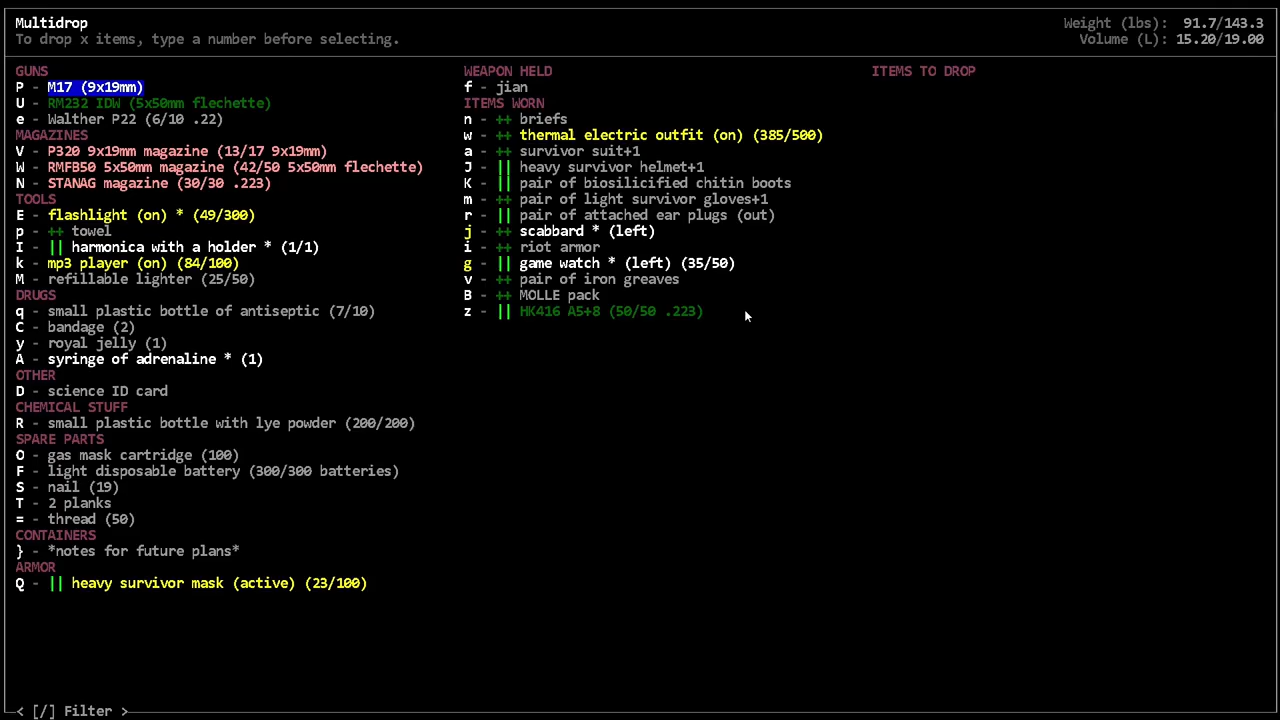 Multidrop
To drop x items, type a number before selecting.
Weight (lbs): 91.7/143.3
Volume (L): 15.20/19.00
GUNS
P - M17 (9x19mm)
U - RM232 IDW (5x50mm flechette)
e - Walther P22 (6/10 .22)
MAGAZINES
V - P320 9x19mm magazine (13/17 9x19mm)
W - RMFB50 5x50mm magazine (42/50 5x50mm flechette)
N - STANAG magazine (30/30 .223)
TOOLS
E - flashlight (on) * (49/300)
p - ++ towel
I - || harmonica with a holder * (1/1)
k - mp3 player (on) (84/100)
M - refillable lighter (25/50)
DRUGS
q - small plastic bottle of antiseptic (7/10)
C - bandage (2)
y - royal jelly (1)
A - syringe of adrenaline * (1)
OTHER
D - science ID card
CHEMICAL STUFF
R - small plastic bottle with lye powder (200/200)
SPARE PARTS
O - gas mask cartridge (100)
F - light disposable battery (300/300 batteries)
S - nail (19)
T - 2 planks
= - thread (50)
CONTAINERS
} - *notes for future plans*
ARMOR
Q - || heavy survivor mask (active) (23/100)
WEAPON HELD
f - jian
ITEMS WORN
n - ++ briefs
w - ++ thermal electric outfit (on) (385/500)
a - ++ survivor suit+1
J - || heavy survivor helmet+1
K - || pair of biosilicified chitin boots
m - ++ pair of light survivor gloves+1
r - || pair of attached ear plugs (out)
j - ++ scabbard * (left)
i - ++ riot armor
g - || game watch * (left) (35/50)
v - ++ pair of iron greaves
B - ++ MOLLE pack
z - || HK416 A5+8 (50/50 .223)
ITEMS TO DROP
< [/] Filter >